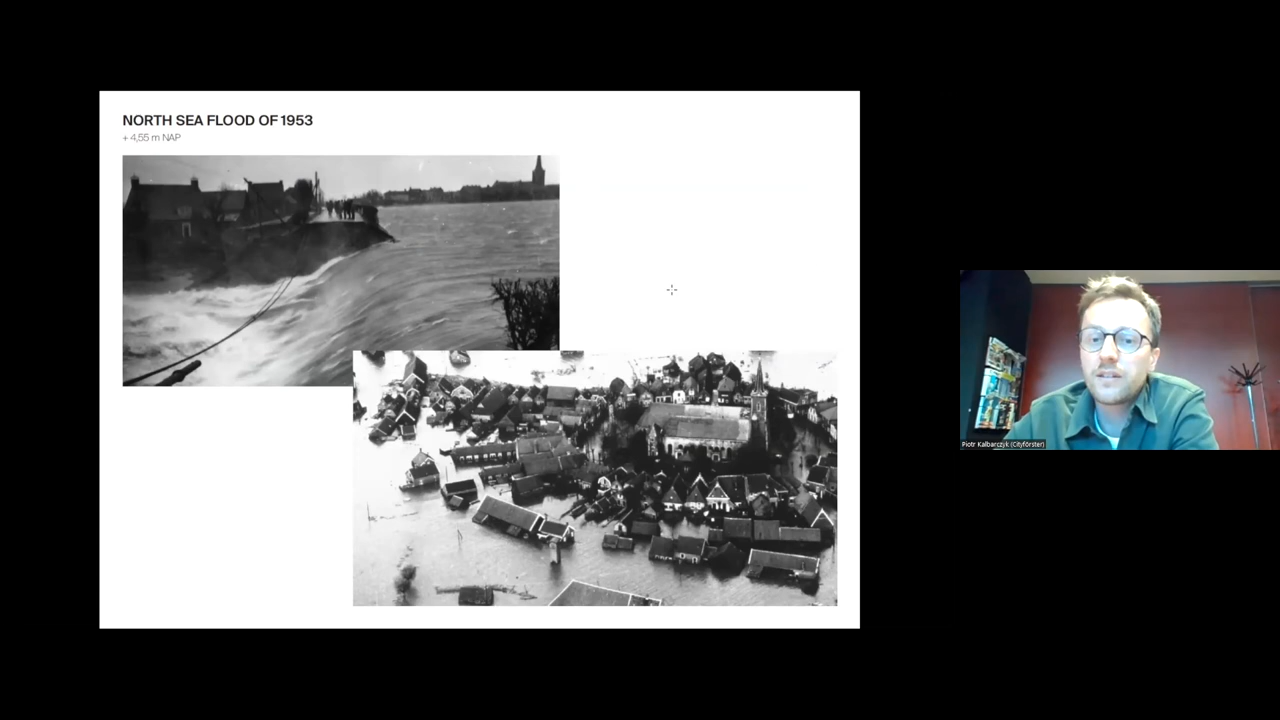 NORTH SEA FLOOD OF 1953
+ 4,55 m NAP
Piotr Kalbarczyk (Cityförster)